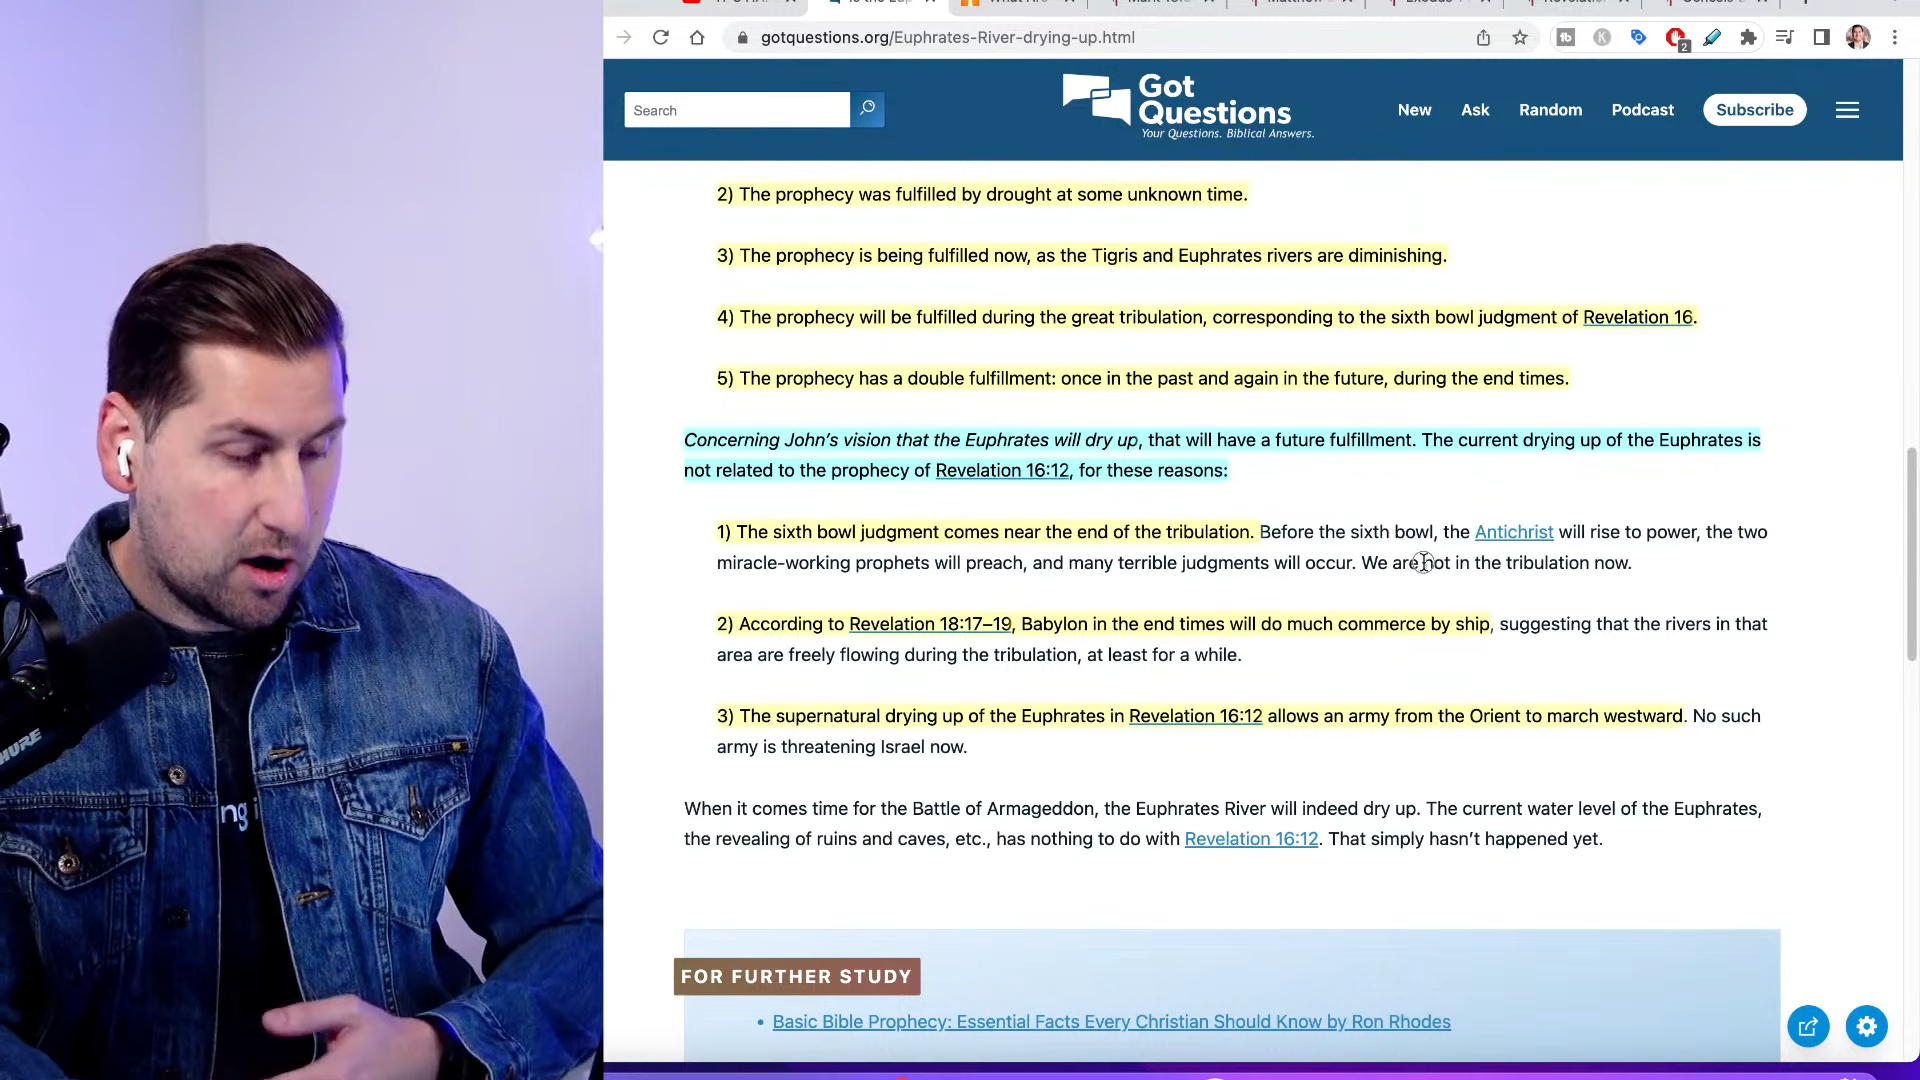 gotquestions.org/Euphrates-River-drying-up.html
2
Search
Got
Questions
Your Questions. Biblical Answers.
New
Ask
Random
Podcast
Subscribe
2) The prophecy was fulfilled by drought at some unknown time.
3) The prophecy is being fulfilled now, as the Tigris and Euphrates rivers are diminishing.
4) The prophecy will be fulfilled during the great tribulation, corresponding to the sixth bowl judgment of Revelation 16.
5) The prophecy has a double fulfillment: once in the past and again in the future, during the end times.
Concerning John's vision that the Euphrates will dry up, that will have a future fulfillment. The current drying up of the Euphrates is
not related to the prophecy of Revelation 16:12, for these reasons:
1) The sixth bowl judgment comes near the end of the tribulation. Before the sixth bowl, the Antichrist will rise to power, the two
miracle-working prophets will preach, and many terrible judgments will occur. We are not in the tribulation now.
2) According to Revelation 18:17–19, Babylon in the end times will do much commerce by ship, suggesting that the rivers in that
area are freely flowing during the tribulation, at least for a while.
3) The supernatural drying up of the Euphrates in Revelation 16:12 allows an army from the Orient to march westward. No such
army is threatening Israel now.
When it comes time for the Battle of Armageddon, the Euphrates River will indeed dry up. The current water level of the Euphrates,
the revealing of ruins and caves, etc., has nothing to do with Revelation 16:12. That simply hasn't happened yet.
FOR FURTHER STUDY
• Basic Bible Prophecy: Essential Facts Every Christian Should Know by Ron Rhodes
SHURE
ng i